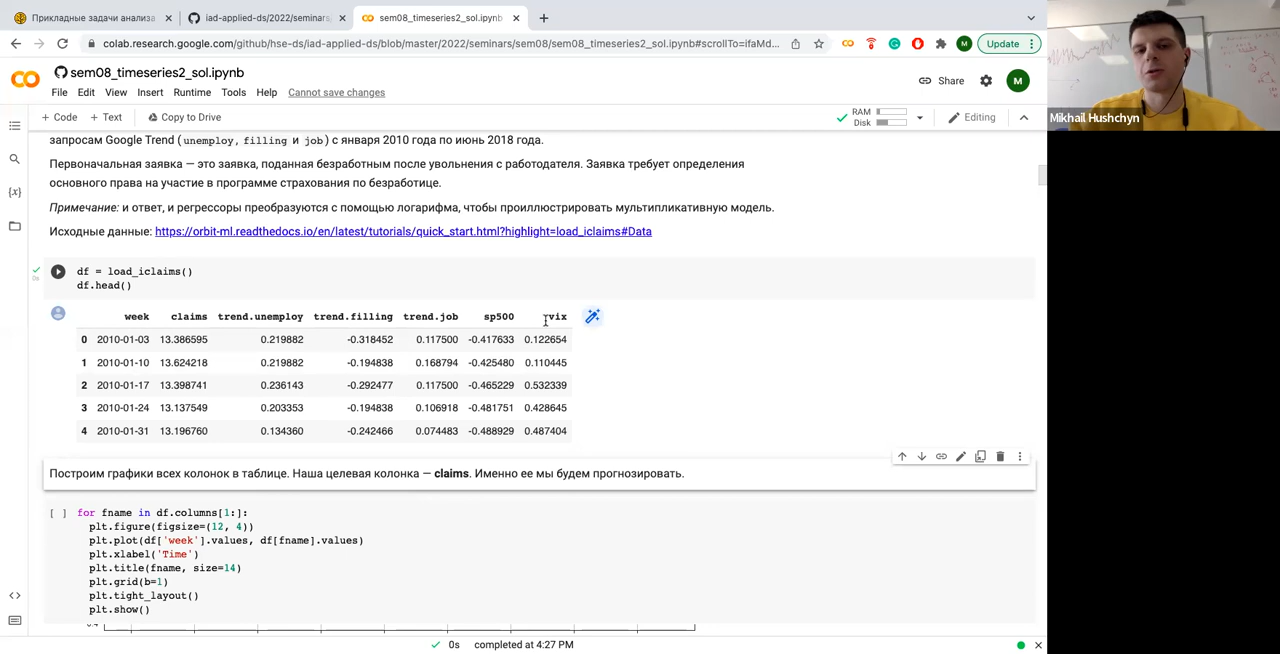 Прикладные задачи анализа
iad-applied-ds/2022/seminars
sem08_timeseries2_sol.ipynb
colab.research.google.com/github/hse-ds/iad-applied-ds/blob/master/2022/seminars/sem08/sem08_timeseries2_sol.ipynb#scrollTo=ifaMd...
M
Update
sem08_timeseries2_sol.ipynb
Share
M
File Edit View Insert Runtime Tools Help Cannot save changes
+ Code + Text Copy to Drive
RAM
Disk
Editing
Mikhail Hushchyn
запросам Google Trend (unemploy, filling и job) с января 2010 года по июнь 2018 года.
Первоначальная заявка — это заявка, поданная безработным после увольнения с работодателя. Заявка требует определения
основного права на участие в программе страхования по безработице.
Примечание: и ответ, и регрессоры преобразуются с помощью логарифма, чтобы проиллюстрировать мультипликативную модель.
Исходные данные: https://orbit-ml.readthedocs.io/en/latest/tutorials/quick_start.html?highlight=load_iclaims#Data
{x}
0s
df = load_iclaims()
df.head()
week claims trend.unemploy trend.filling trend.job sp500 vix
0 2010-01-03 13.386595 0.219882 -0.318452 0.117500 -0.417633 0.122654
1 2010-01-10 13.624218 0.219882 -0.194838 0.168794 -0.425480 0.110445
2 2010-01-17 13.398741 0.236143 -0.292477 0.117500 -0.465229 0.532339
3 2010-01-24 13.137549 0.203353 -0.194838 0.106918 -0.481751 0.428645
4 2010-01-31 13.196760 0.134360 -0.242466 0.074483 -0.488929 0.487404
Построим графики всех колонок в таблице. Наша целевая колонка — claims. Именно ее мы будем прогнозировать.
[ ] for fname in df.columns[1:]:
plt.figure(figsize=(12, 4))
plt.plot(df['week'].values, df[fname].values)
plt.xlabel('Time')
plt.title(fname, size=14)
plt.grid(b=1)
plt.tight_layout()
plt.show()
0s completed at 4:27 PM